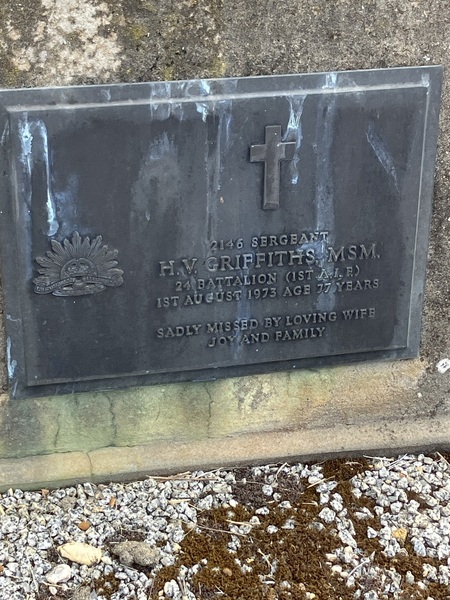 2146 SERGEANT
H.V. GRIFFITHS, MSM.
24 BATTALION (1ST A.I.F.)
1ST AUGUST 1973 AGE 77 YEARS
SADLY MISSED BY LOVING WIFE
JOY AND FAMILY